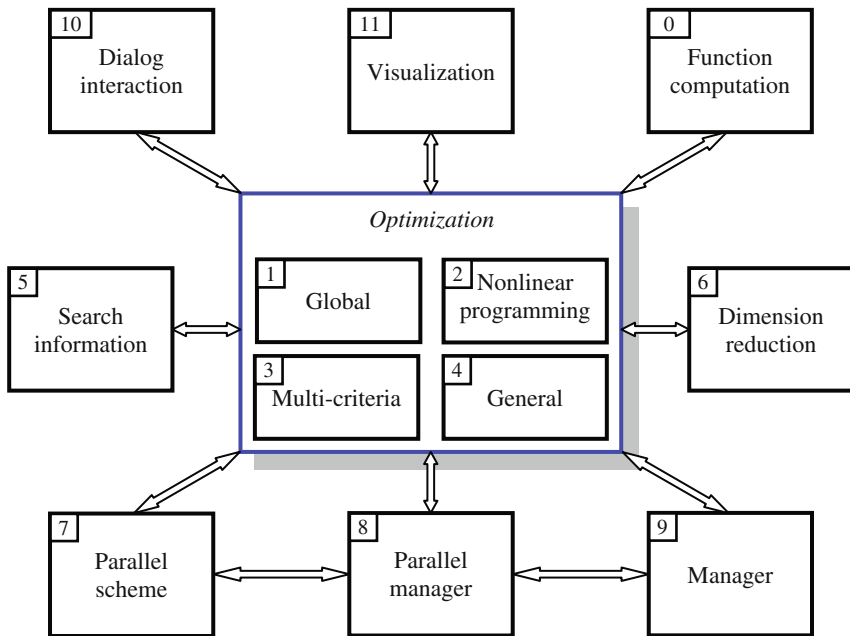 10
Dialog
interaction
11
Visualization
0
Function
computation
Optimization
1
Global
2
Nonlinear
programming
3
Multi-criteria
4
General
5
Search
information
6
Dimension
reduction
7
Parallel
scheme
8
Parallel
manager
9
Manager